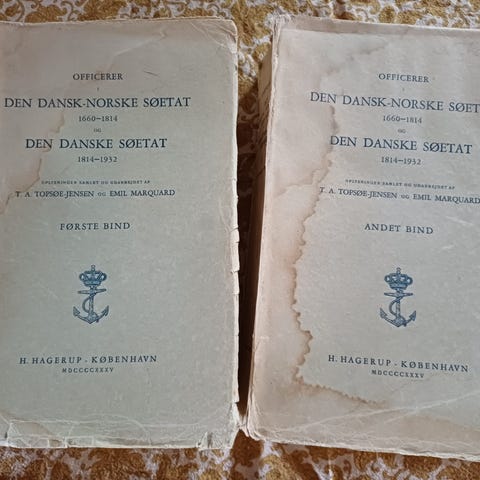 OFFICERER
I
DEN DANSK-NORSKE SØETAT
1660-1814
OG
DEN DANSKE SØETAT
1814-1932
OPLYSNINGER SAMLET OG UDARBEJDET AF
T. A. TOPSØE-JENSEN OG EMIL MARQUARD
FØRSTE BIND
H. HAGERUP - KØBENHAVN
MDCCCCXXXV
OFFICERER
I
DEN DANSK-NORSKE SØET
1660-1814
OG
DEN DANSKE SØETAT
1814-1932
OPLYSNINGER SAMLET OG UDARBEJDET AF
T. A. TOPSØE-JENSEN OG EMIL MARQUARD
ANDET BIND
H. HAGERUP - KØBENHAVN
MDCCCCXXXV